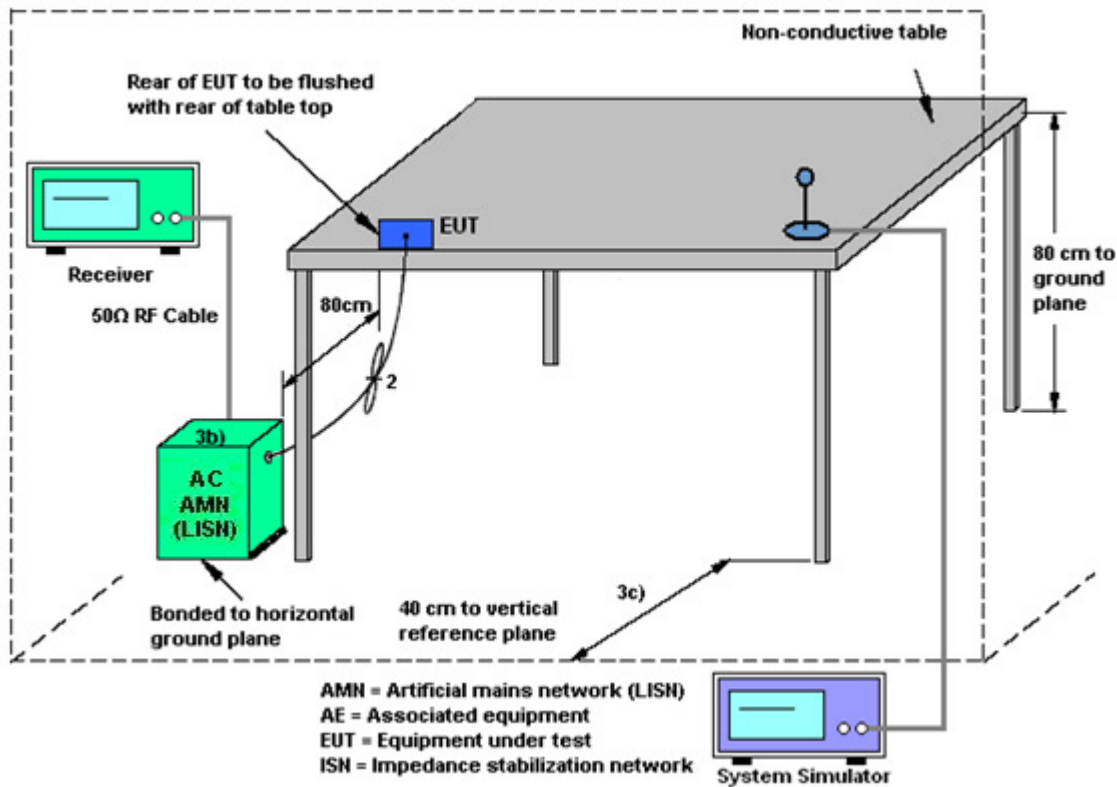 Non-conductive table
Rear of EUT to be flushed
with rear of table top
EUT
Receiver
80 cm to
ground
plane
80cm
50Ω RF Cable
2
3b)
AC
AMN
(LISN)
3c)
Bonded to horizontal
ground plane
40 cm to vertical
reference plane
AMN = Artificial mains network (LISN)
AE = Associated equipment
EUT = Equipment under test
ISN = Impedance stabilization network
System Simulator